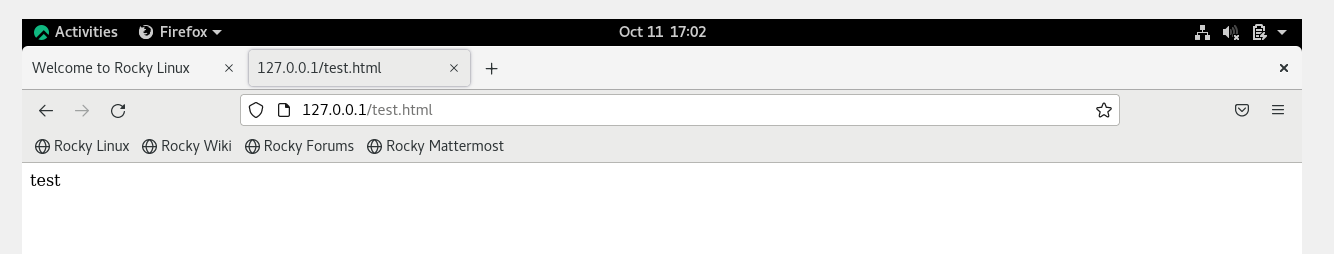 Activities Firefox Oct 11 17:02
Welcome to Rocky Linux 127.0.0.1/test.html
127.0.0.1/test.html
Rocky Linux Rocky Wiki Rocky Forums Rocky Mattermost
test